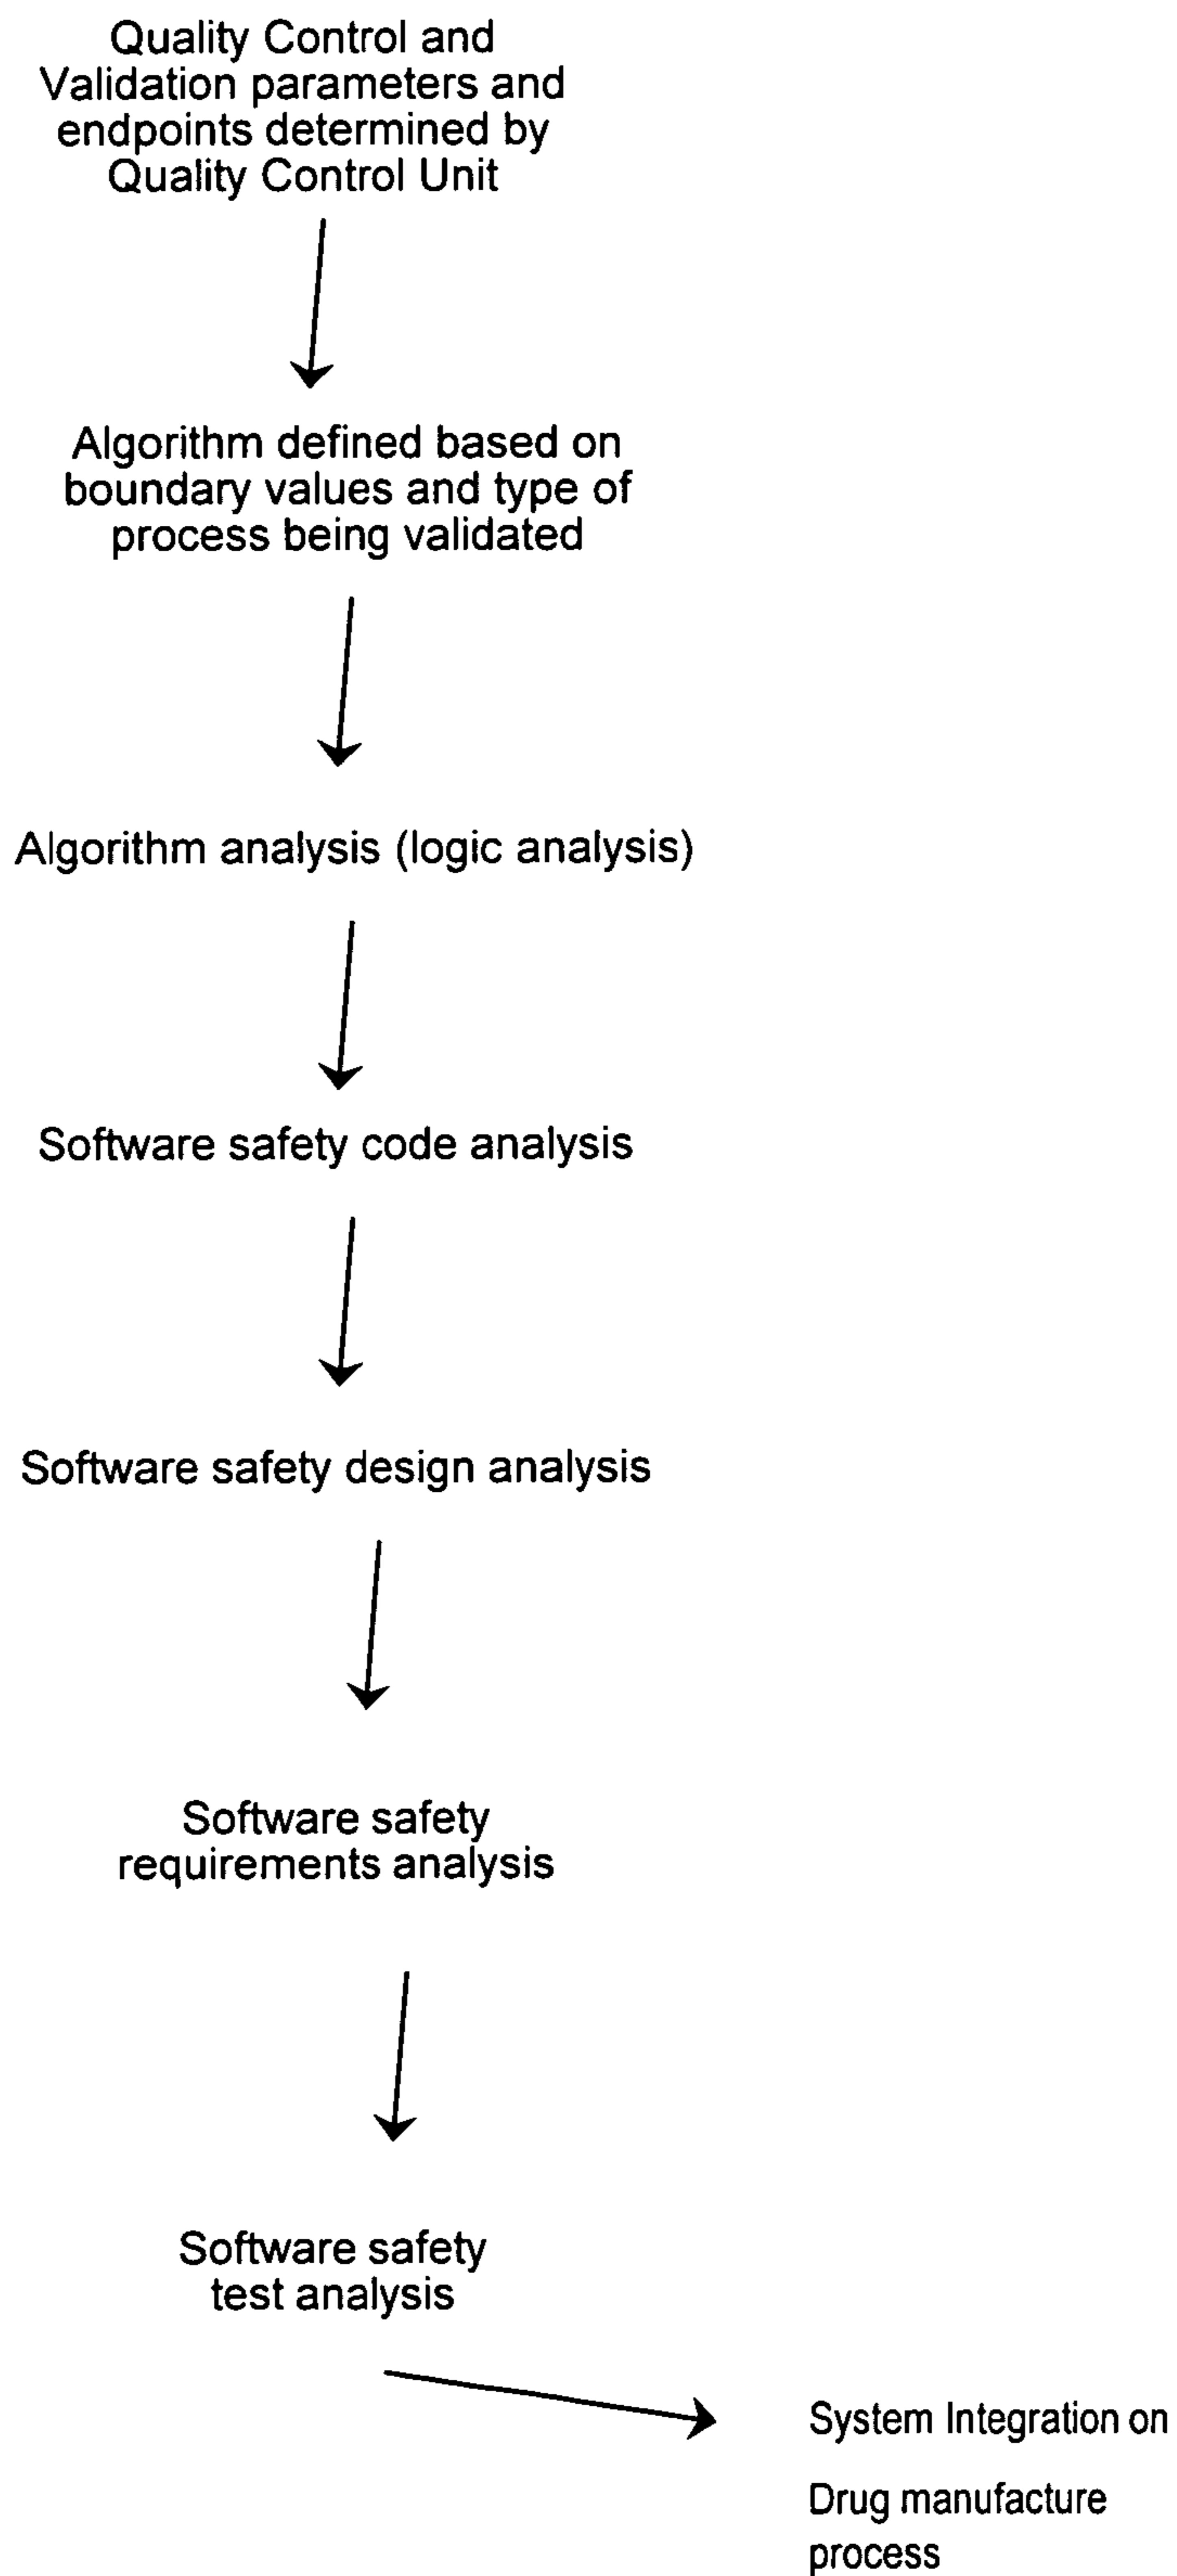 Quality Control and
Validation parameters and
endpoints determined by
Quality Control Unit
Algorithm defined based on
boundary values and type of
process being validated
Algorithm analysis (logic analysis)
Software safety code analysis
Software safety design analysis
Software safety
requirements analysis
Software safety
test analysis
System Integration on
Drug manufacture
process